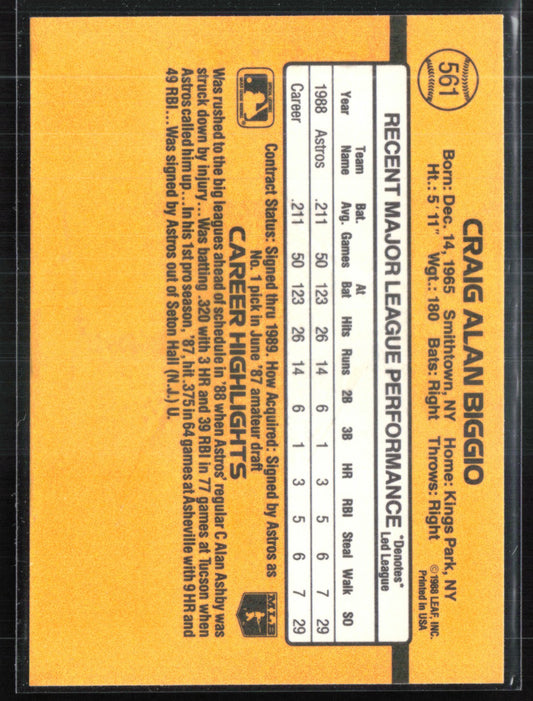 561
CRAIG ALAN BIGGIO
Born: Dec. 14, 1965 Smithtown, NY Home: Kings Park, NY
Ht.: 5'11" Wgt.: 180 Bats: Right Throws: Right
©1988 LEAF, INC.
Printed in USA
RECENT MAJOR LEAGUE PERFORMANCE
"Denotes"
Led League
Year Team Name Bat. Avg. Games At Bat Hits Runs 2B 3B HR RBI Steal Walk SO
1988 Astros .211 50 123 26 14 6 1 3 5 6 7 29
Career .211 50 123 26 14 6 1 3 5 6 7 29
Contract Status: Signed thru 1989. How Acquired: Signed by Astros as
No. 1 pick in June '87 amateur draft
CAREER HIGHLIGHTS
MLB
Was rushed to the big leagues ahead of schedule in '88 when Astros' regular C Alan Ashby was
struck down by injury... Was batting .320 with 3 HR and 39 RBI in 77 games at Tucson when
Astros called him up... In his 1st pro season, '87, hit .375 in 64 games at Asheville with 9 HR and
49 RBI... Was signed by Astros out of Seton Hall (N.J.) U.